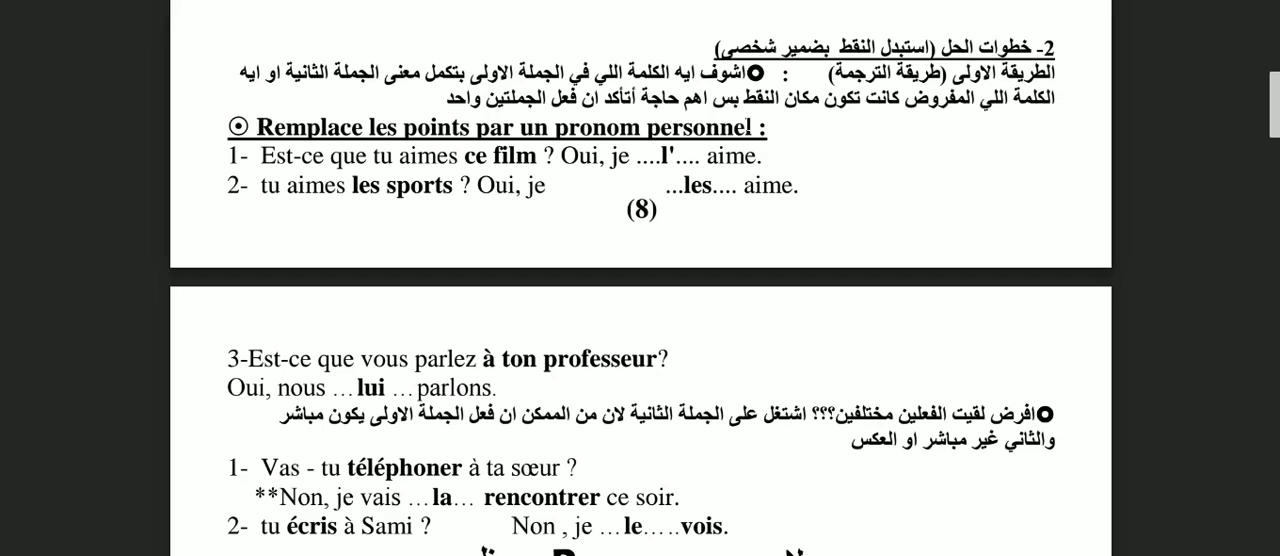 2- خطوات الحل (استبدل النقط بضمير شخصى)
الطريقة الاولى (طريقة الترجمة) : اشوف ايه الكلمة اللي في الجملة الاولى بتكمل معنى الجملة الثانية او ايه
الكلمة اللي المفروض كانت تكون مكان النقط بس اهم حاجة أتأكد ان فعل الجملتين واحد
⊙ Remplace les points par un pronom personnel :
1- Est-ce que tu aimes ce film ? Oui, je ....l'.... aime.
2- tu aimes les sports ? Oui, je ...les.... aime.
(8)
3-Est-ce que vous parlez à ton professeur?
Oui, nous …lui …parlons.
افرض لقيت الفعلين مختلفين؟؟؟ اشتغل على الجملة الثانية لان من الممكن ان فعل الجملة الاولى يكون مباشر
والثاني غير مباشر او العكس
1- Vas - tu téléphoner à ta sœur ?
**Non, je vais …la… rencontrer ce soir.
2- tu écris à Sami ? Non , je …le…..vois.